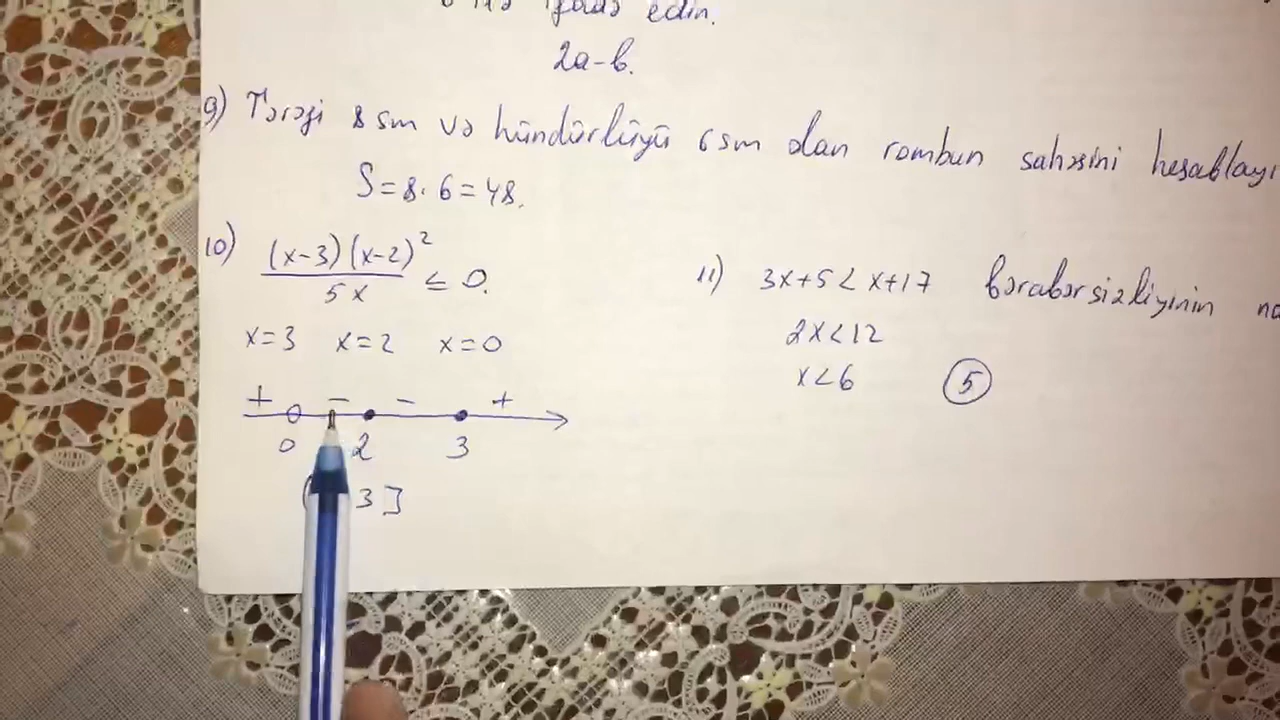 edin.
2a-b.
9) Tərəfi 8 sm və hündürlüyü 6 sm olan rombun sahəsini hesablayı
S=8·6=48.
10) (x-3)(x-2)²
5x ≤ 0.
x=3 x=2 x=0
+ - - +
0 2 3
( 3]
11) 3x+5<x+17 bərabərsizliyinin na
2x<12
x<6 5